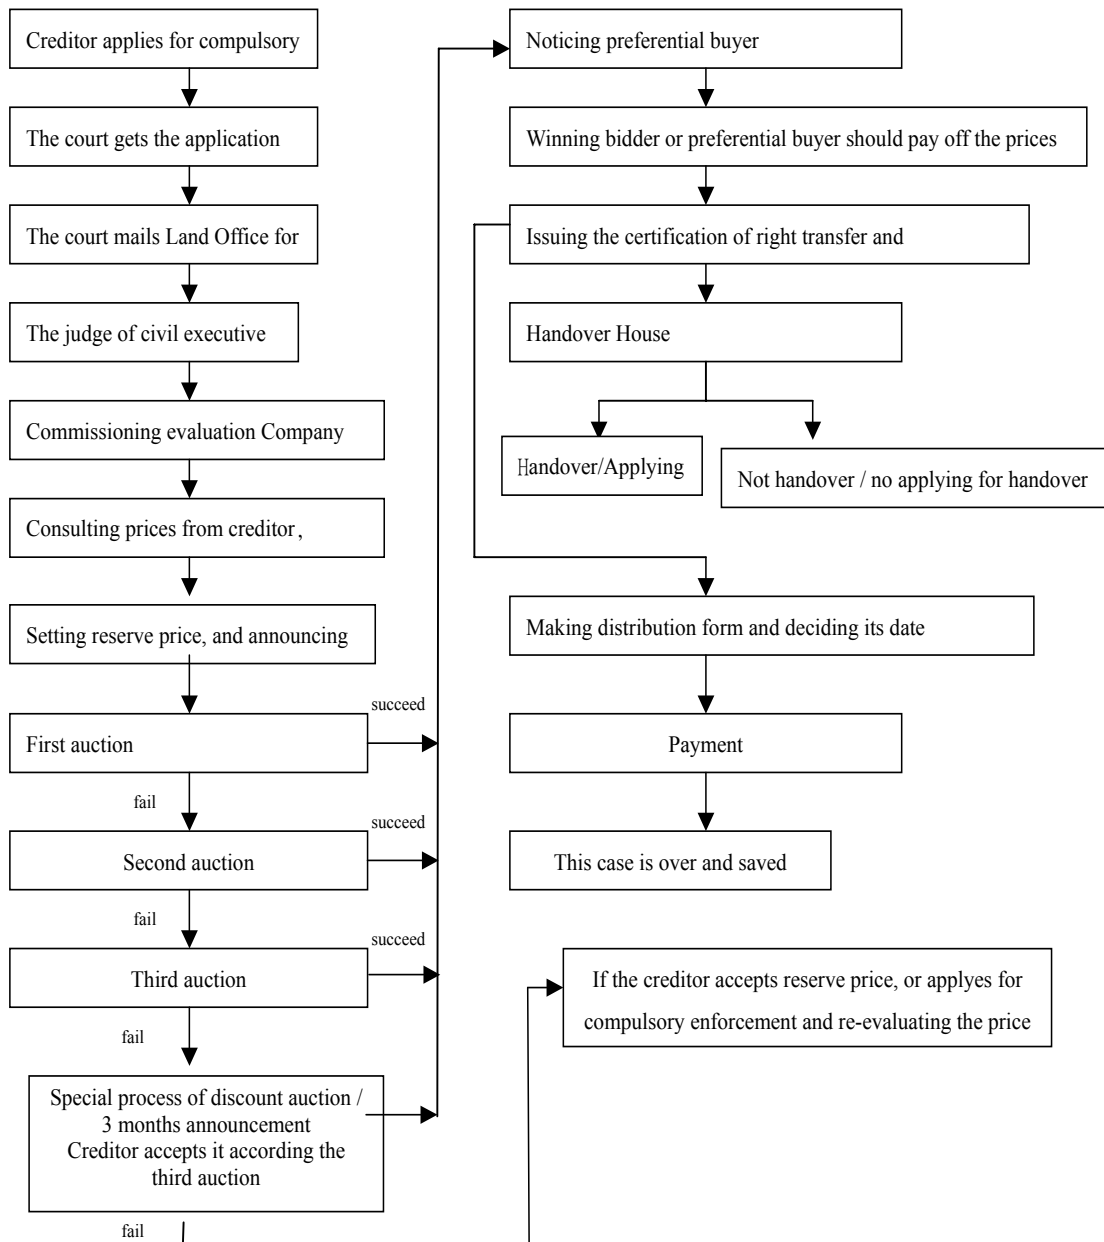 Creditor applies for compulsory
The court gets the application
The court mails Land Office for
The judge of civil executive
Commissioning evaluation Company
Consulting prices from creditor,
Setting reserve price, and announcing
succeed
First auction
fail
succeed
Second auction
fail
succeed
Third auction
fail
Special process of discount auction /
3 months announcement
Creditor accepts it according the
third auction
fail
Noticing preferential buyer
Winning bidder or preferential buyer should pay off the prices
Issuing the certification of right transfer and
Handover House
Handover/Applying
Not handover / no applying for handover
Making distribution form and deciding its date
Payment
This case is over and saved
If the creditor accepts reserve price, or applyes for
compulsory enforcement and re-evaluating the price